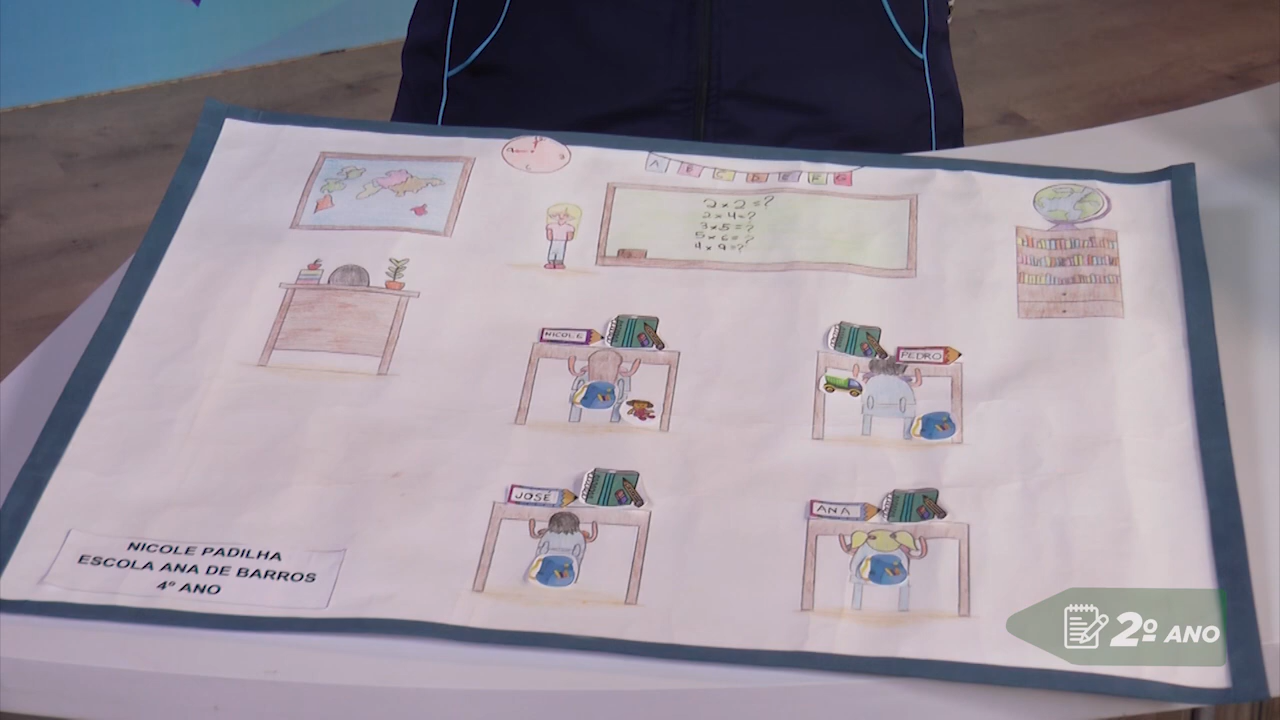 A B C D E F G
2 x 2 = ?
2 x 4 = ?
3 x 5 = ?
5 x 6 = ?
4 x 9 = ?
NICOLE
PEDRO
JOSÉ
ANA
NICOLE PADILHA
ESCOLA ANA DE BARROS
4º ANO
2º ANO